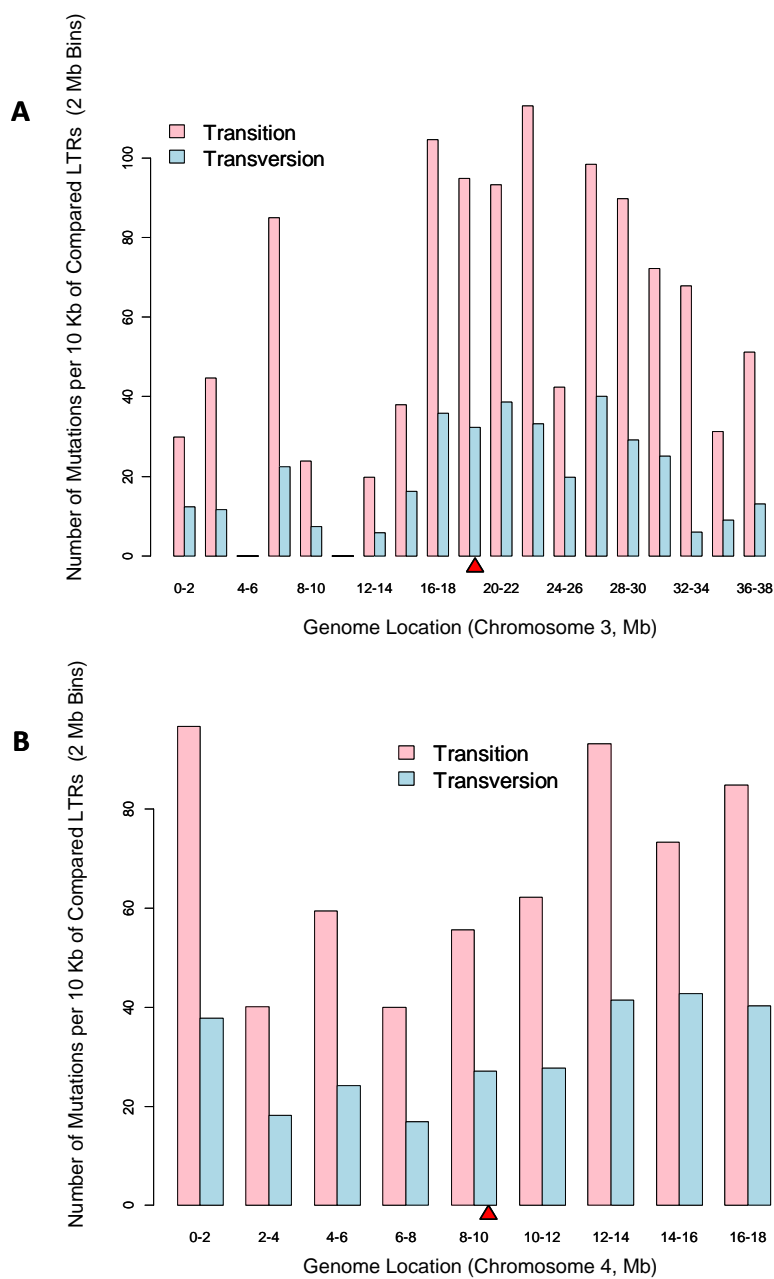 A
Number of Mutations per 10 Kb of Compared LTRs (2 Mb Bins)
Transition
Transversion
100
80
60
40
20
0
0-2 4-6 8-10 12-14 16-18 20-22 24-26 28-30 32-34 36-38
Genome Location (Chromosome 3, Mb)
B
Number of Mutations per 10 Kb of Compared LTRs (2 Mb Bins)
Transition
Transversion
80
60
40
20
0
0-2 2-4 4-6 6-8 8-10 10-12 12-14 14-16 16-18
Genome Location (Chromosome 4, Mb)